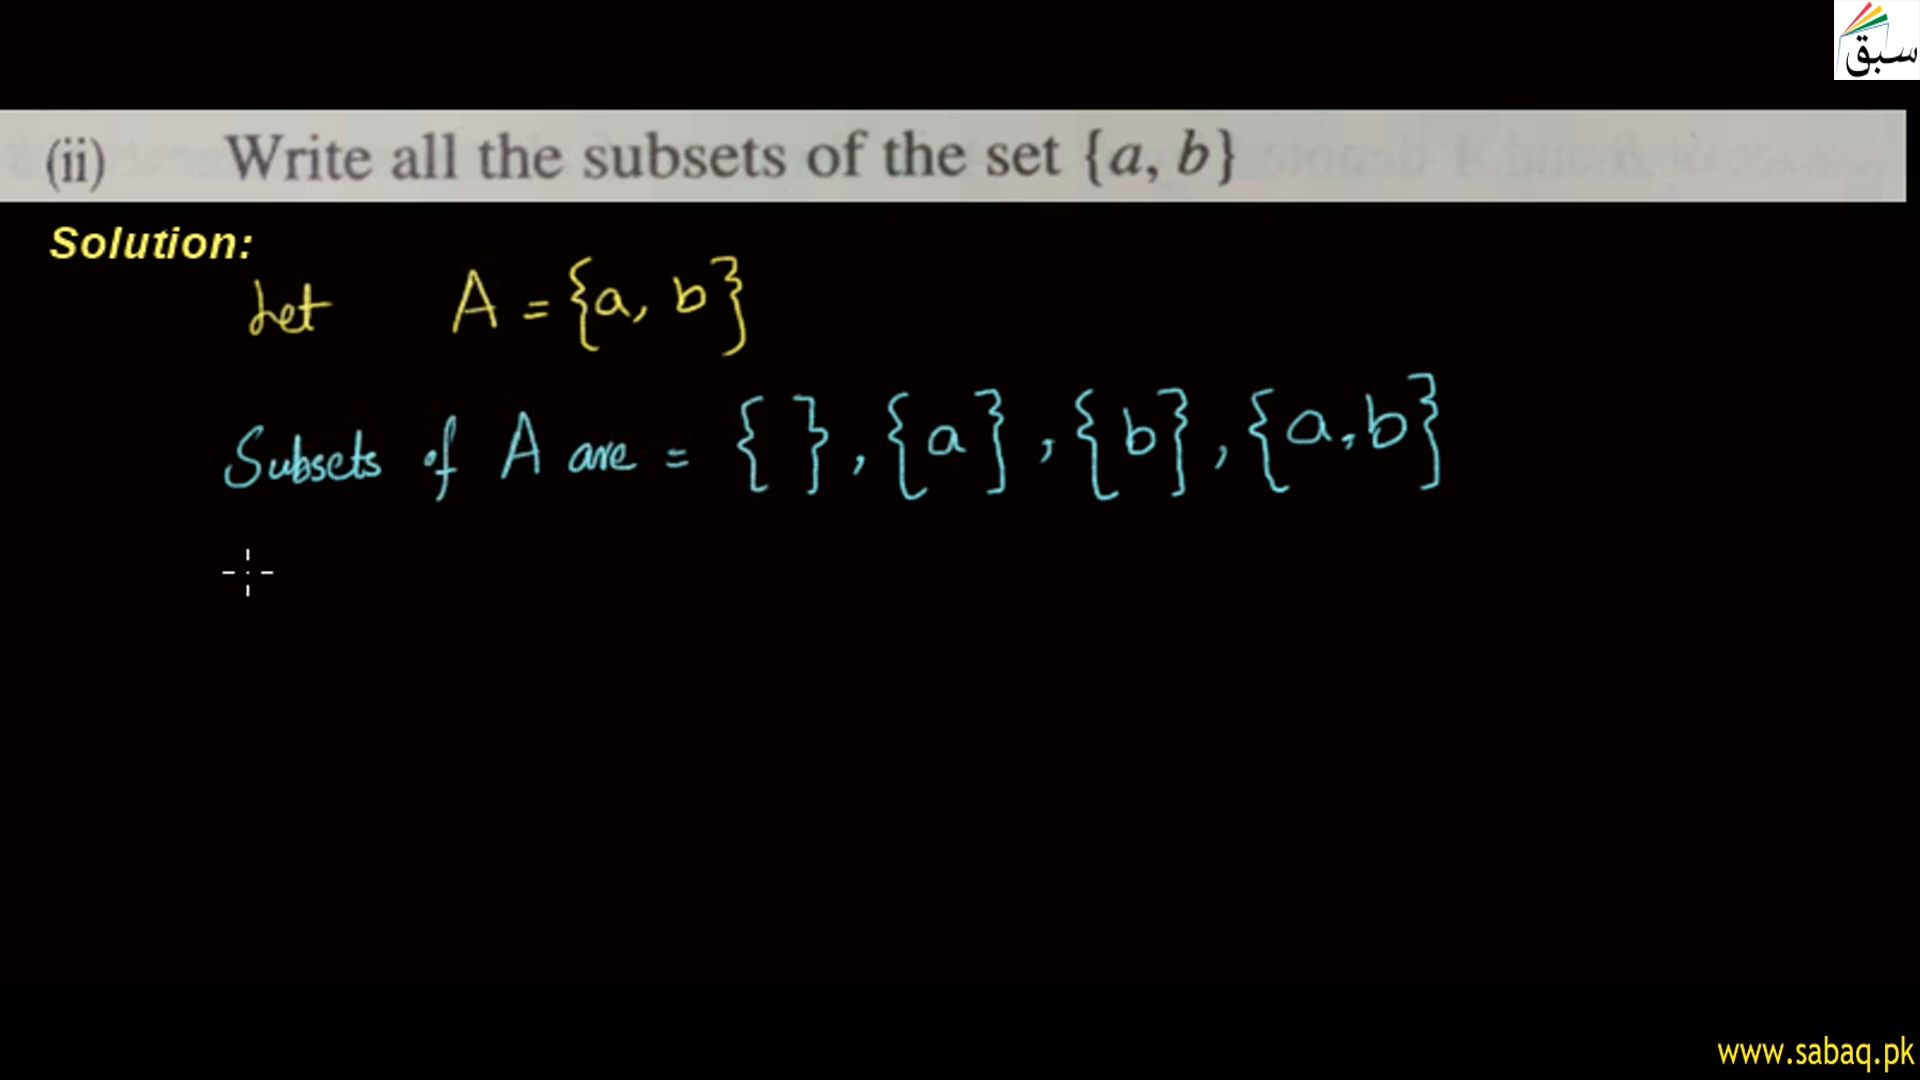 سبق
(ii) Write all the subsets of the set {a, b}
Solution:
Let A = {a, b}
Subsets of A are = { }, {a}, {b}, {a, b}
www.sabaq.pk